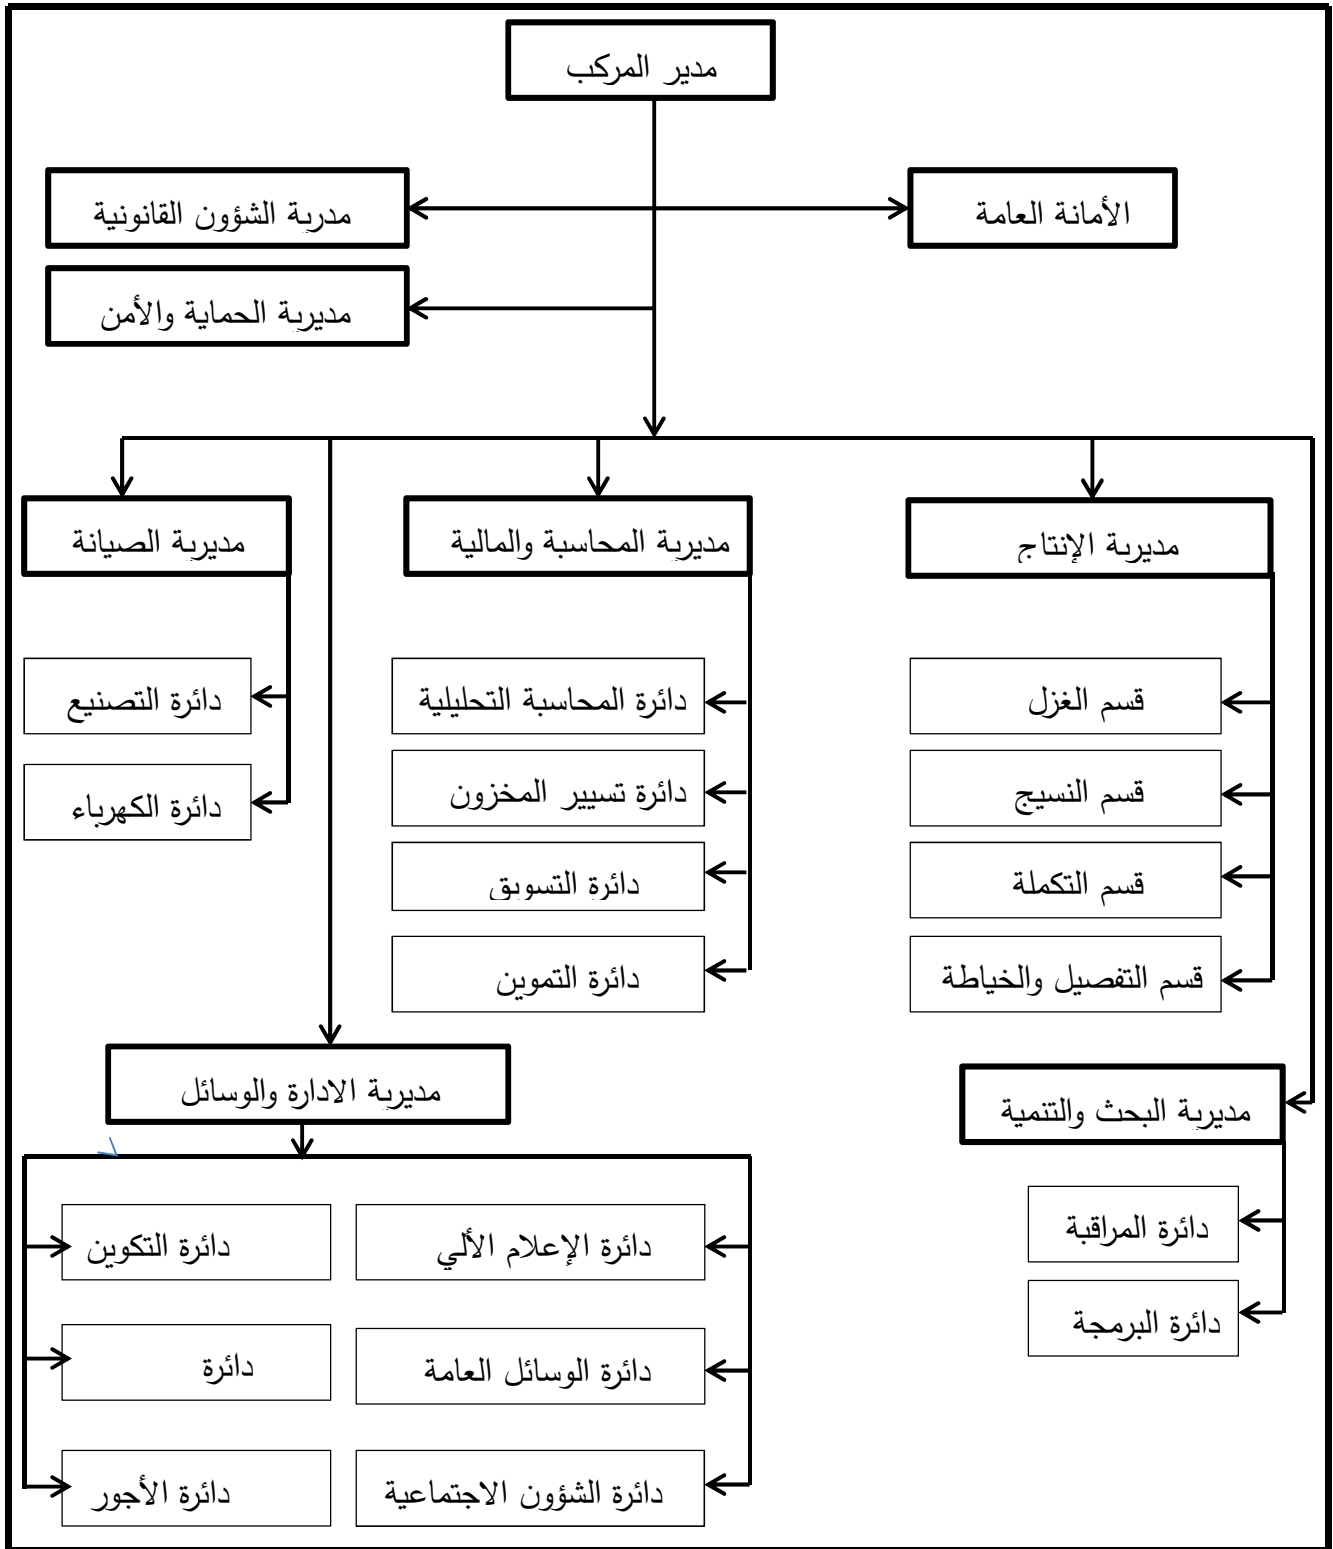 مدير المركب
الأمانة العامة
مدرية الشؤون القانونية
مديرية الحماية والأمن
مديرية الإنتاج
مديرية المحاسبة والمالية
مديرية الصيانة
قسم الغزل
دائرة المحاسبة التحليلية
دائرة التصنيع
قسم النسيج
دائرة تسيير المخزون
دائرة الكهرباء
قسم التكملة
دائرة التسويق
قسم التفصيل والخياطة
دائرة التموين
مديرية البحث والتنمية
مديرية الادارة والوسائل
دائرة المراقبة
دائرة الإعلام الألي
دائرة التكوين
دائرة البرمجة
دائرة الوسائل العامة
دائرة
دائرة الشؤون الاجتماعية
دائرة الأجور